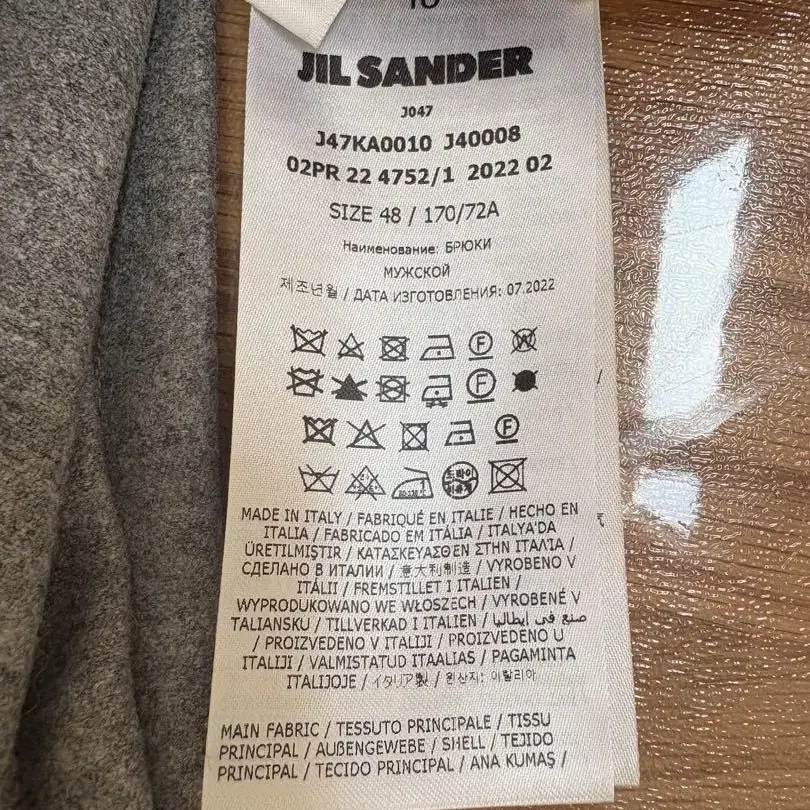 JIL SANDER
J047
J47KA0010 J40008
02PR 22 4752/1 2022 02
SIZE 48 / 170/72A
Наименование: БРЮКИ
МУЖСКОЙ
제조년월 / ДАТА ИЗГОТОВЛЕНИЯ: 07.2022
F W
F
F
드라이
MADE IN ITALY / FABRIQUÉ EN ITALIE / HECHO EN
ITALIA / FABRICADO EM ITÁLIA / ITALYA'DA
ÜRETILMIŞTIR / ΚΑΤΑΣΚΕΥΑΣΘΕΝ ΣΤΗΝ ΙΤΑΛΊΑ /
СДЕЛАНО В ИТАЛИИ / 意大利制造 / VYROBENO V
ITÁLII / FREMSTILLET I ITALIEN /
WYPRODUKOWANO WE WŁOSZECH / VYROBENÉ V
TALIANSKU / TILLVERKAD I ITALIEN / صنع في إيطاليا
/ PROIZVEDENO V ITALIJI / PROIZVEDENO U
ITALIJI / VALMISTATUD ITAALIAS / PAGAMINTA
ITALIJOJE / イタリア製 / 원산지: 이탈리아
MAIN FABRIC / TESSUTO PRINCIPALE / TISSU
PRINCIPAL / AUßENGEWEBE / SHELL / TEJIDO
PRINCIPAL / TECIDO PRINCIPAL / ANA KUMAŞ /